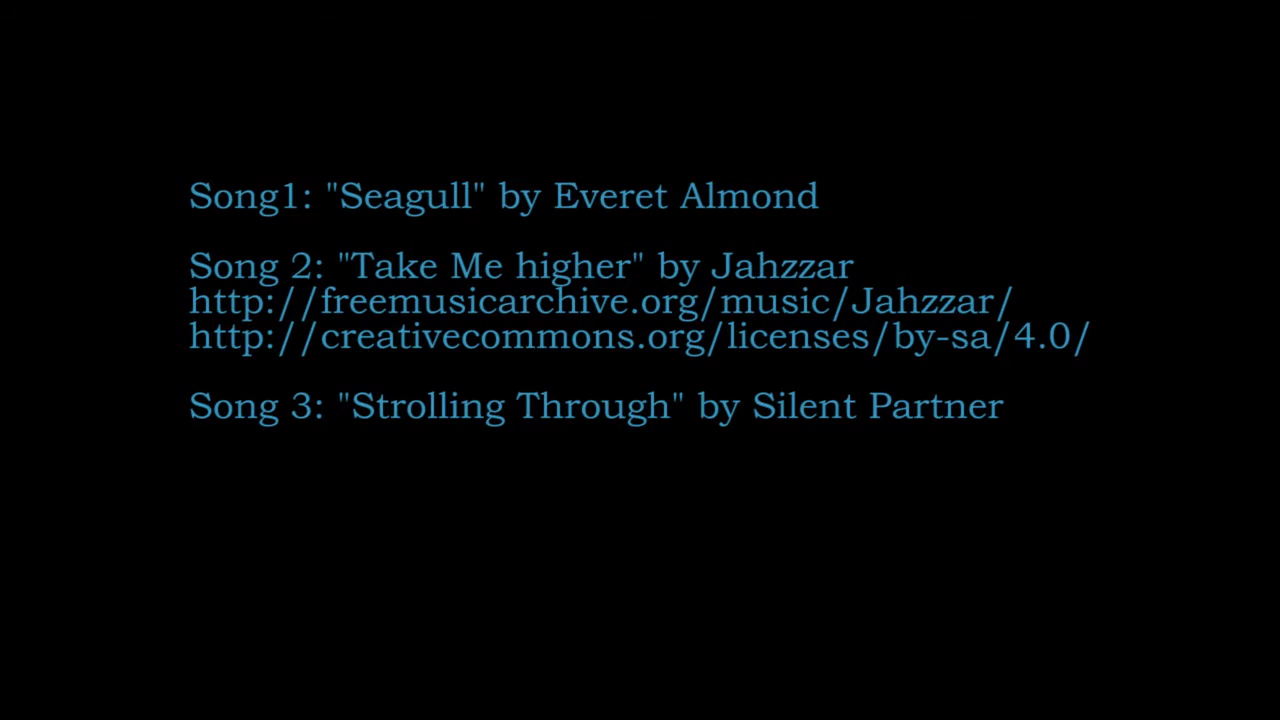 Song1: "Seagull" by Everet Almond
Song 2: "Take Me higher" by Jahzzar
http://freemusicarchive.org/music/Jahzzar/
http://creativecommons.org/licenses/by-sa/4.0/
Song 3: "Strolling Through" by Silent Partner